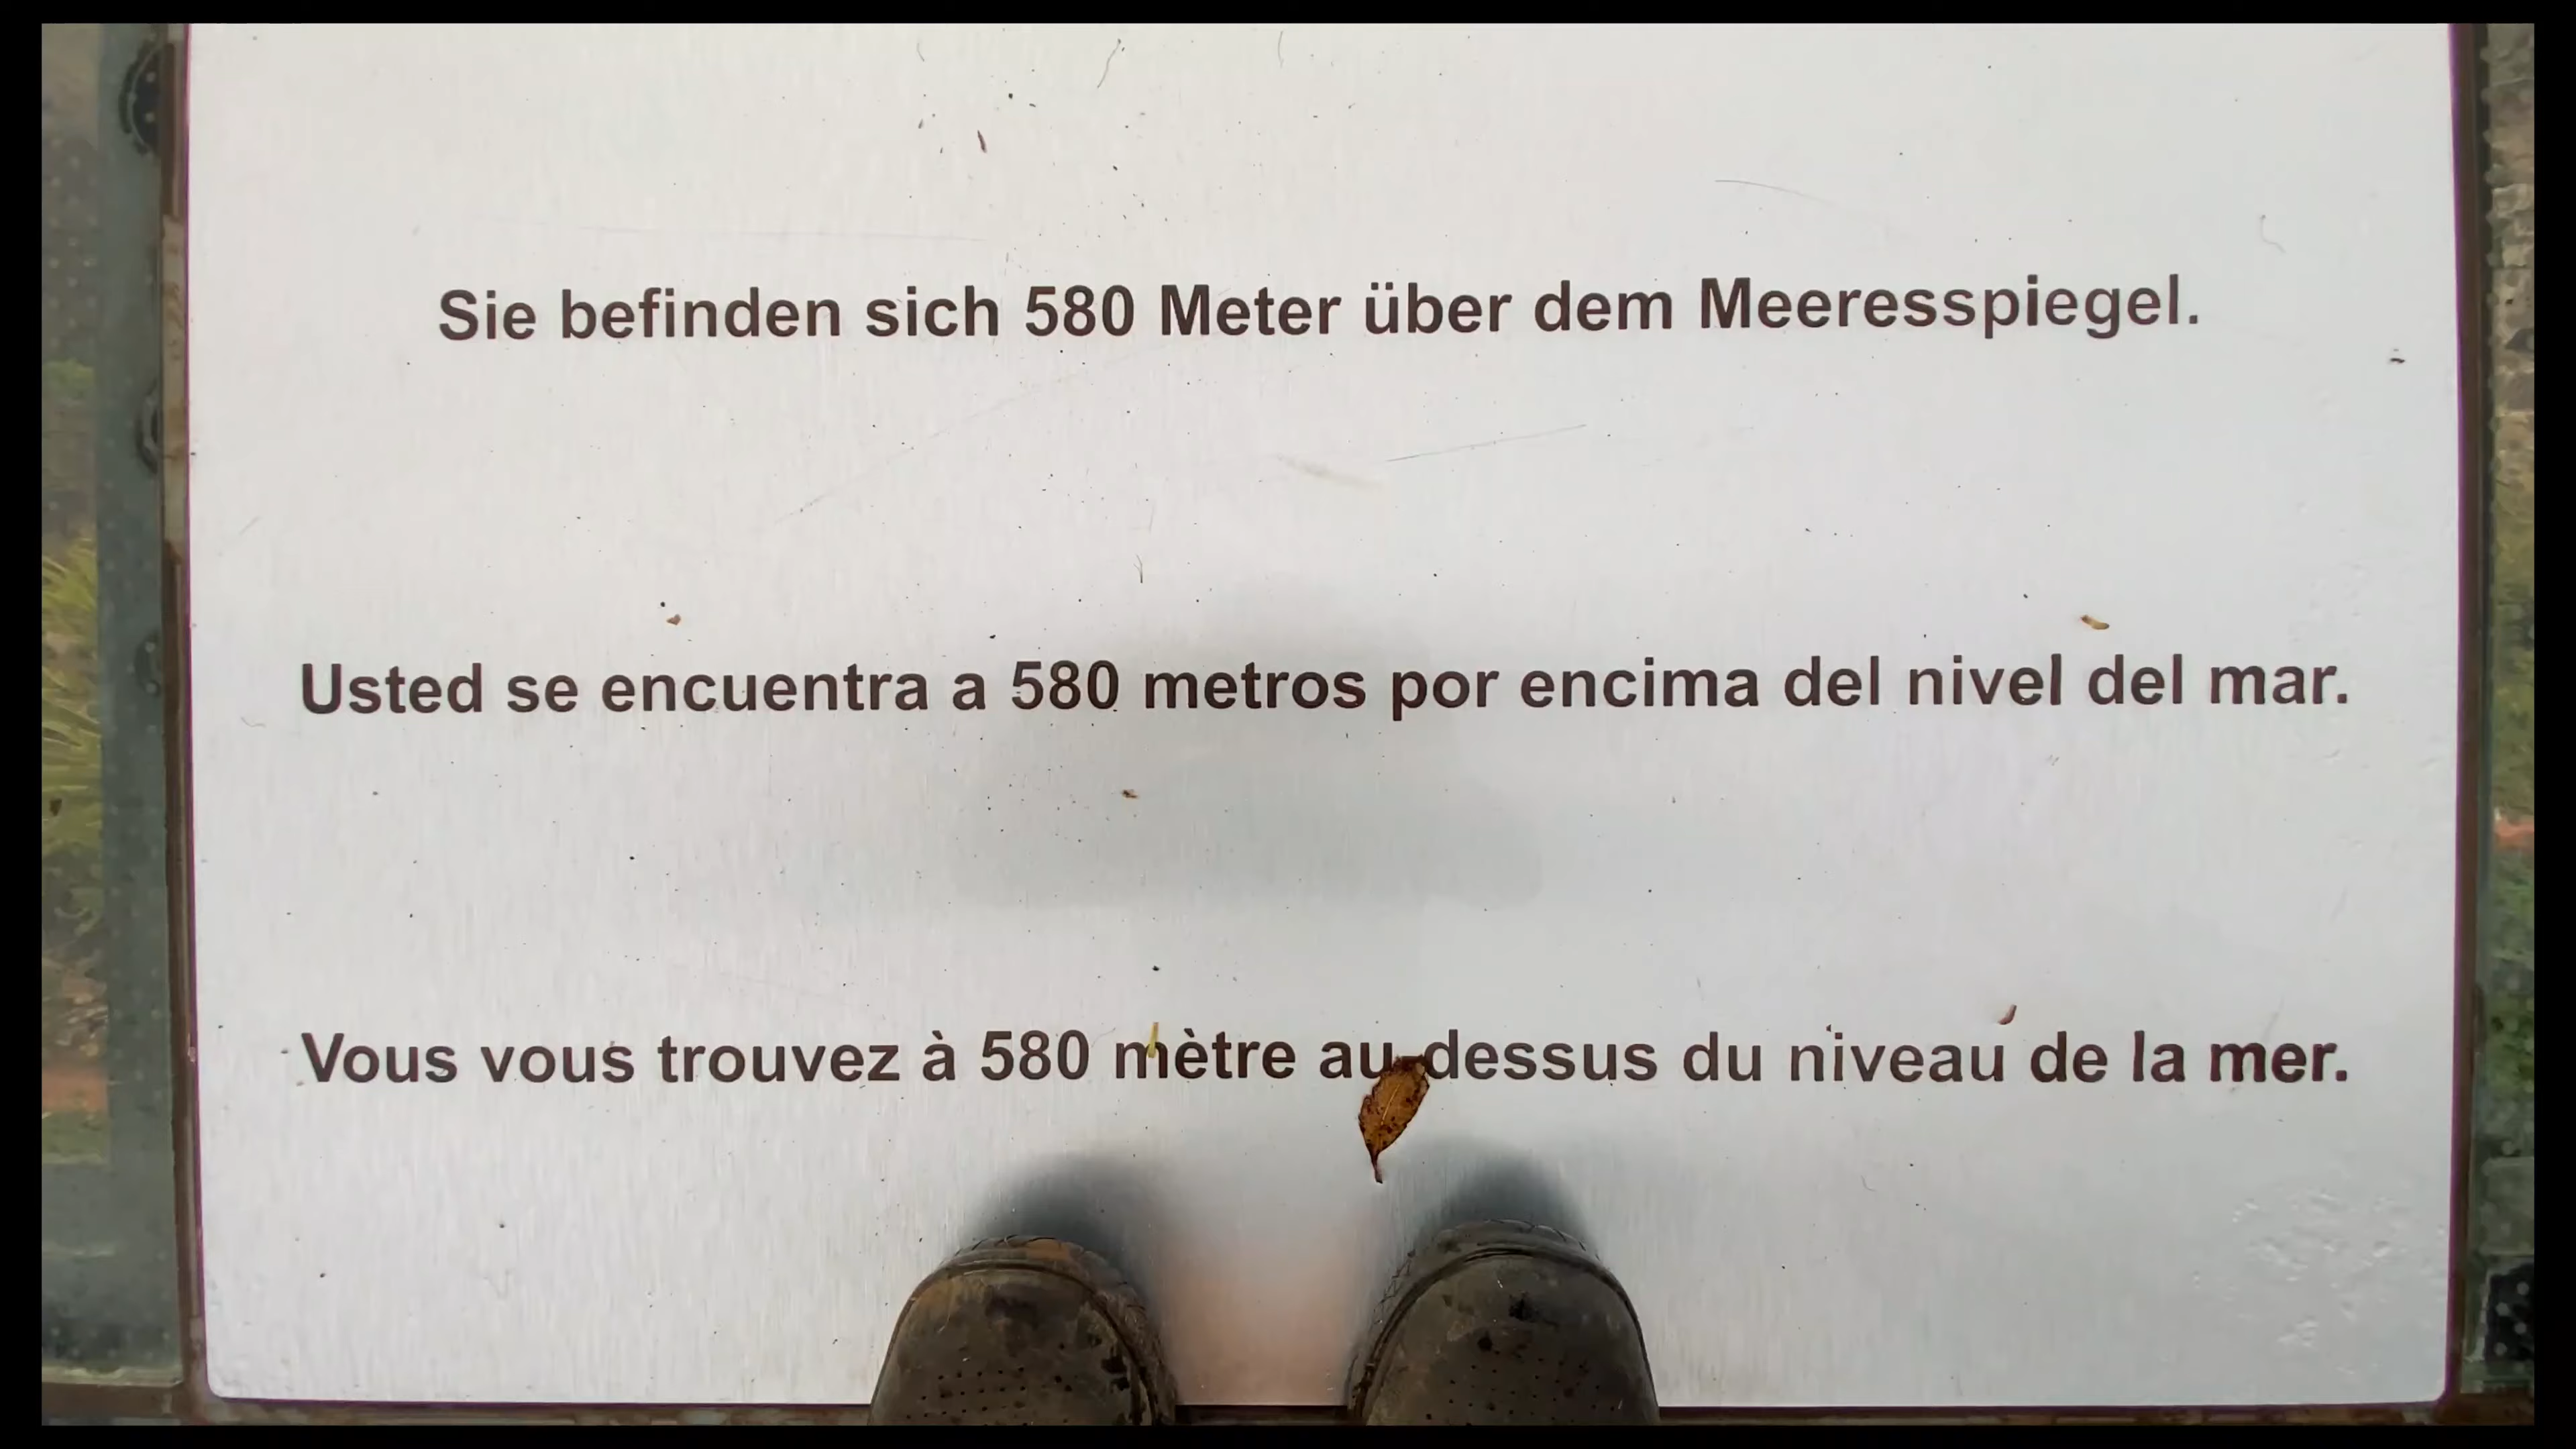 Sie befinden sich 580 Meter über dem Meeresspiegel.
Usted se encuentra a 580 metros por encima del nivel del mar.
Vous vous trouvez à 580 mètre au-dessus du niveau de la mer.